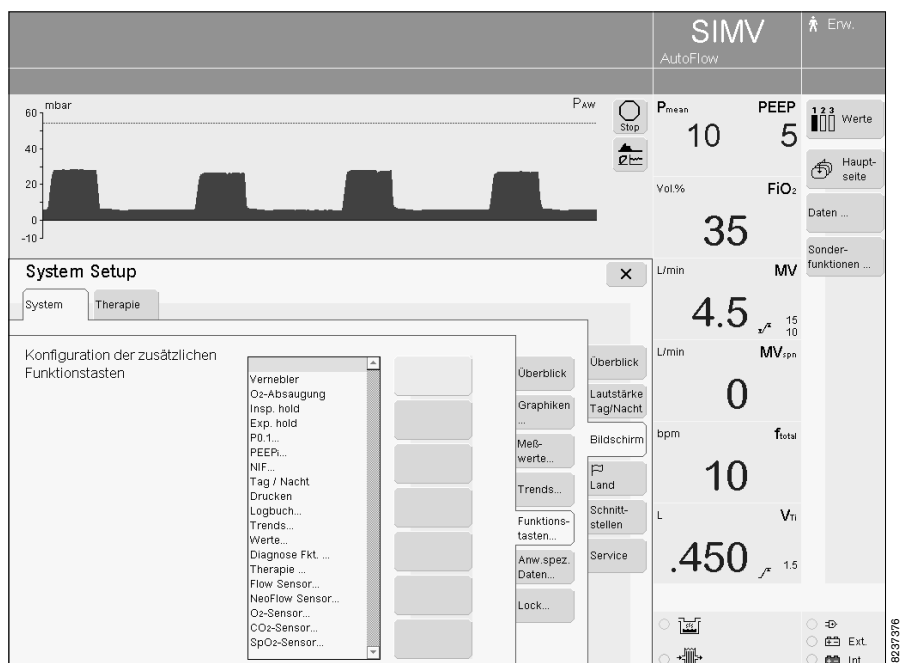 SIMV
AutoFlow
Erw.
mbar
PAW
60
40
20
0
-10
Stop
Pmean
PEEP
10
5
1 2 3
Werte
Haupt-
seite
Daten ...
Sonder-
funktionen ...
Vol.%
FiO2
35
L/min
MV
4.5
15
10
L/min
MVspn
0
bpm
ftotal
10
L
VTi
.450
1.5
Ext.
Int.
System Setup
System
Therapie
Konfiguration der zusätzlichen
Funktionstasten
Vernebler
O2-Absaugung
Insp. hold
Exp. hold
P0.1...
PEEPi...
NIF...
Tag / Nacht
Drucken
Logbuch...
Trends...
Werte...
Diagnose Fkt. ...
Therapie ...
Flow Sensor...
NeoFlow Sensor...
O2-Sensor...
CO2-Sensor...
SpO2-Sensor...
Überblick
Graphiken
...
Meß-
werte...
Trends...
Funktions-
tasten...
Anw.spez.
Daten...
Lock...
Überblick
Lautstärke
Tag/Nacht
Bildschirm
Land
Schnitt-
stellen
Service
8237376